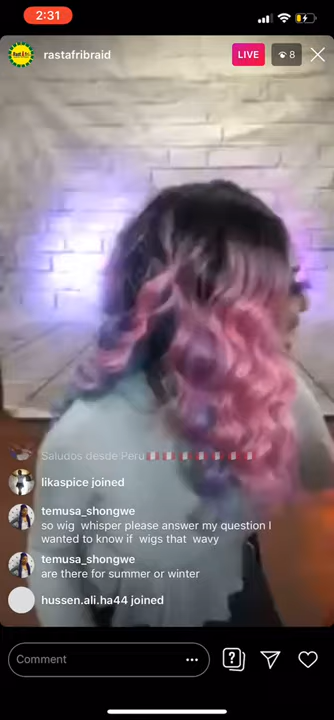 2:31
rastafribraid
LIVE
8
Saludos desde Peru🇵🇪🇵🇪🇵🇪🇵🇪🇵🇪🇵🇪🇵🇪🇵🇪
likaspice joined
temusa_shongwe
so wig whisper please answer my question I
wanted to know if wigs that wavy
temusa_shongwe
are there for summer or winter
hussen.ali.ha44 joined
Comment